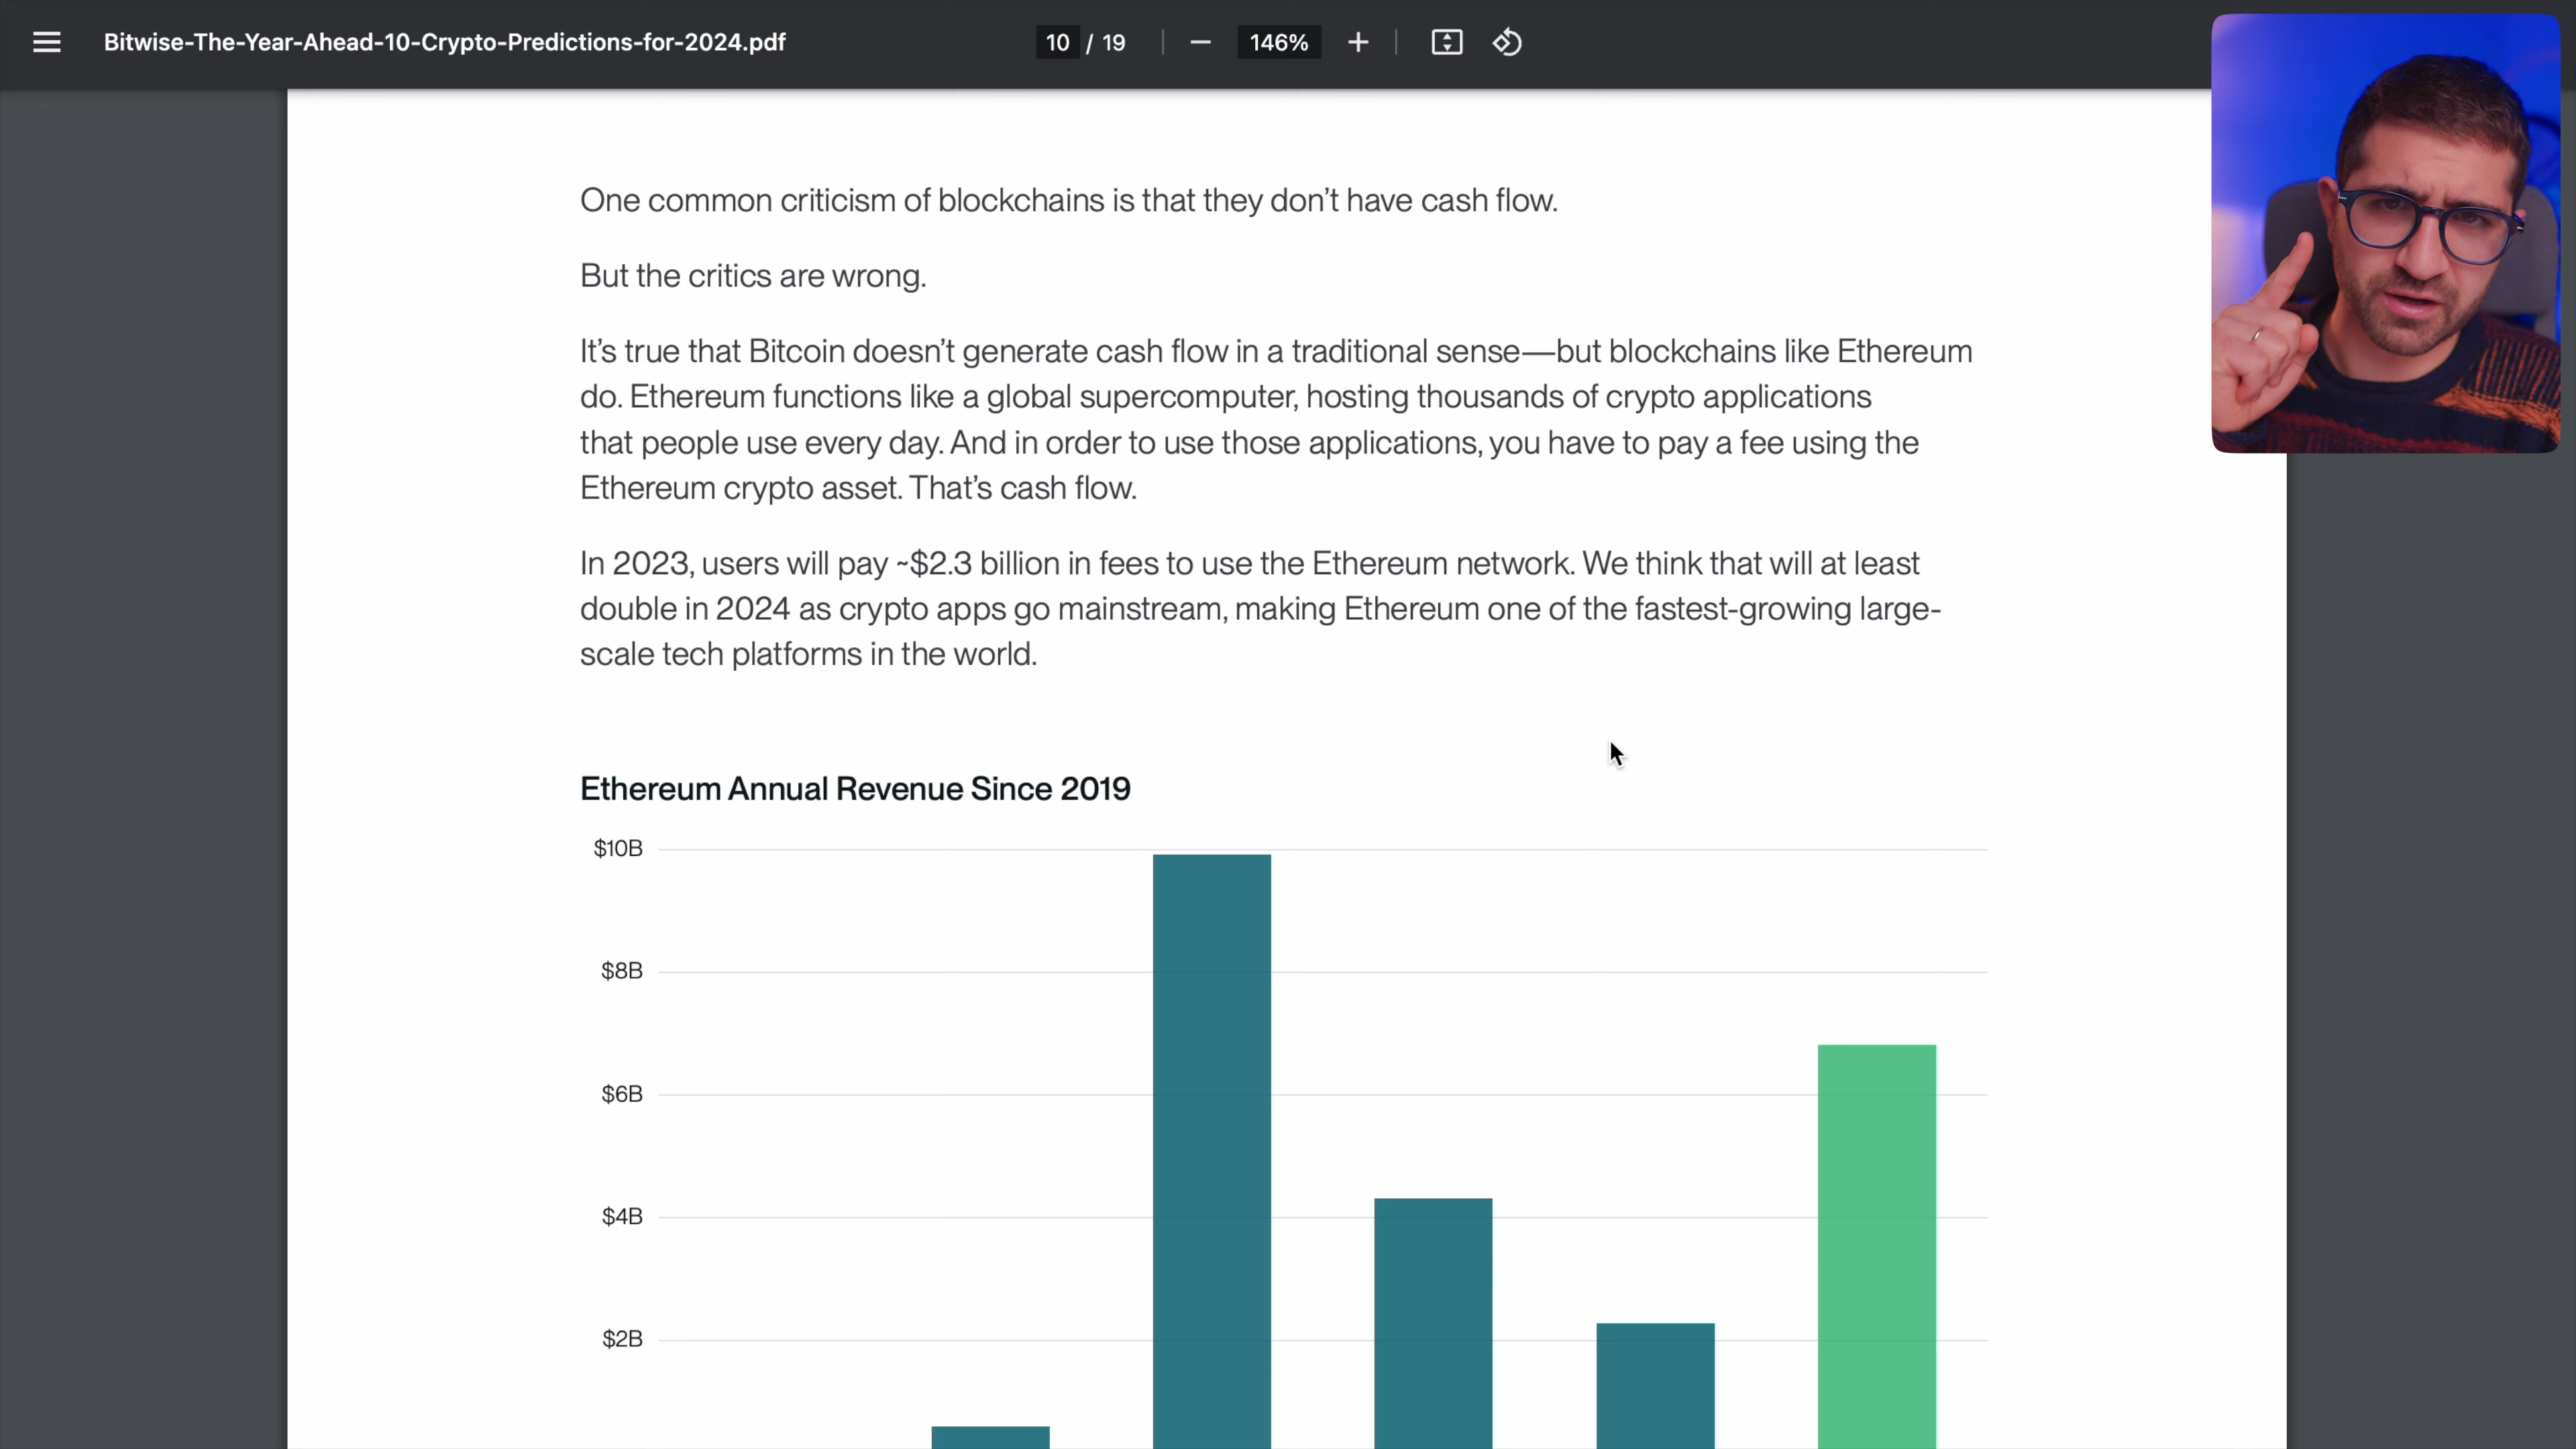 Bitwise-The-Year-Ahead-10-Crypto-Predictions-for-2024.pdf
10 / 19
146%
One common criticism of blockchains is that they don’t have cash flow.
But the critics are wrong.
It’s true that Bitcoin doesn’t generate cash flow in a traditional sense—but blockchains like Ethereum
do. Ethereum functions like a global supercomputer, hosting thousands of crypto applications
that people use every day. And in order to use those applications, you have to pay a fee using the
Ethereum crypto asset. That’s cash flow.
In 2023, users will pay ~$2.3 billion in fees to use the Ethereum network. We think that will at least
double in 2024 as crypto apps go mainstream, making Ethereum one of the fastest-growing large-
scale tech platforms in the world.
Ethereum Annual Revenue Since 2019
$10B
$8B
$6B
$4B
$2B